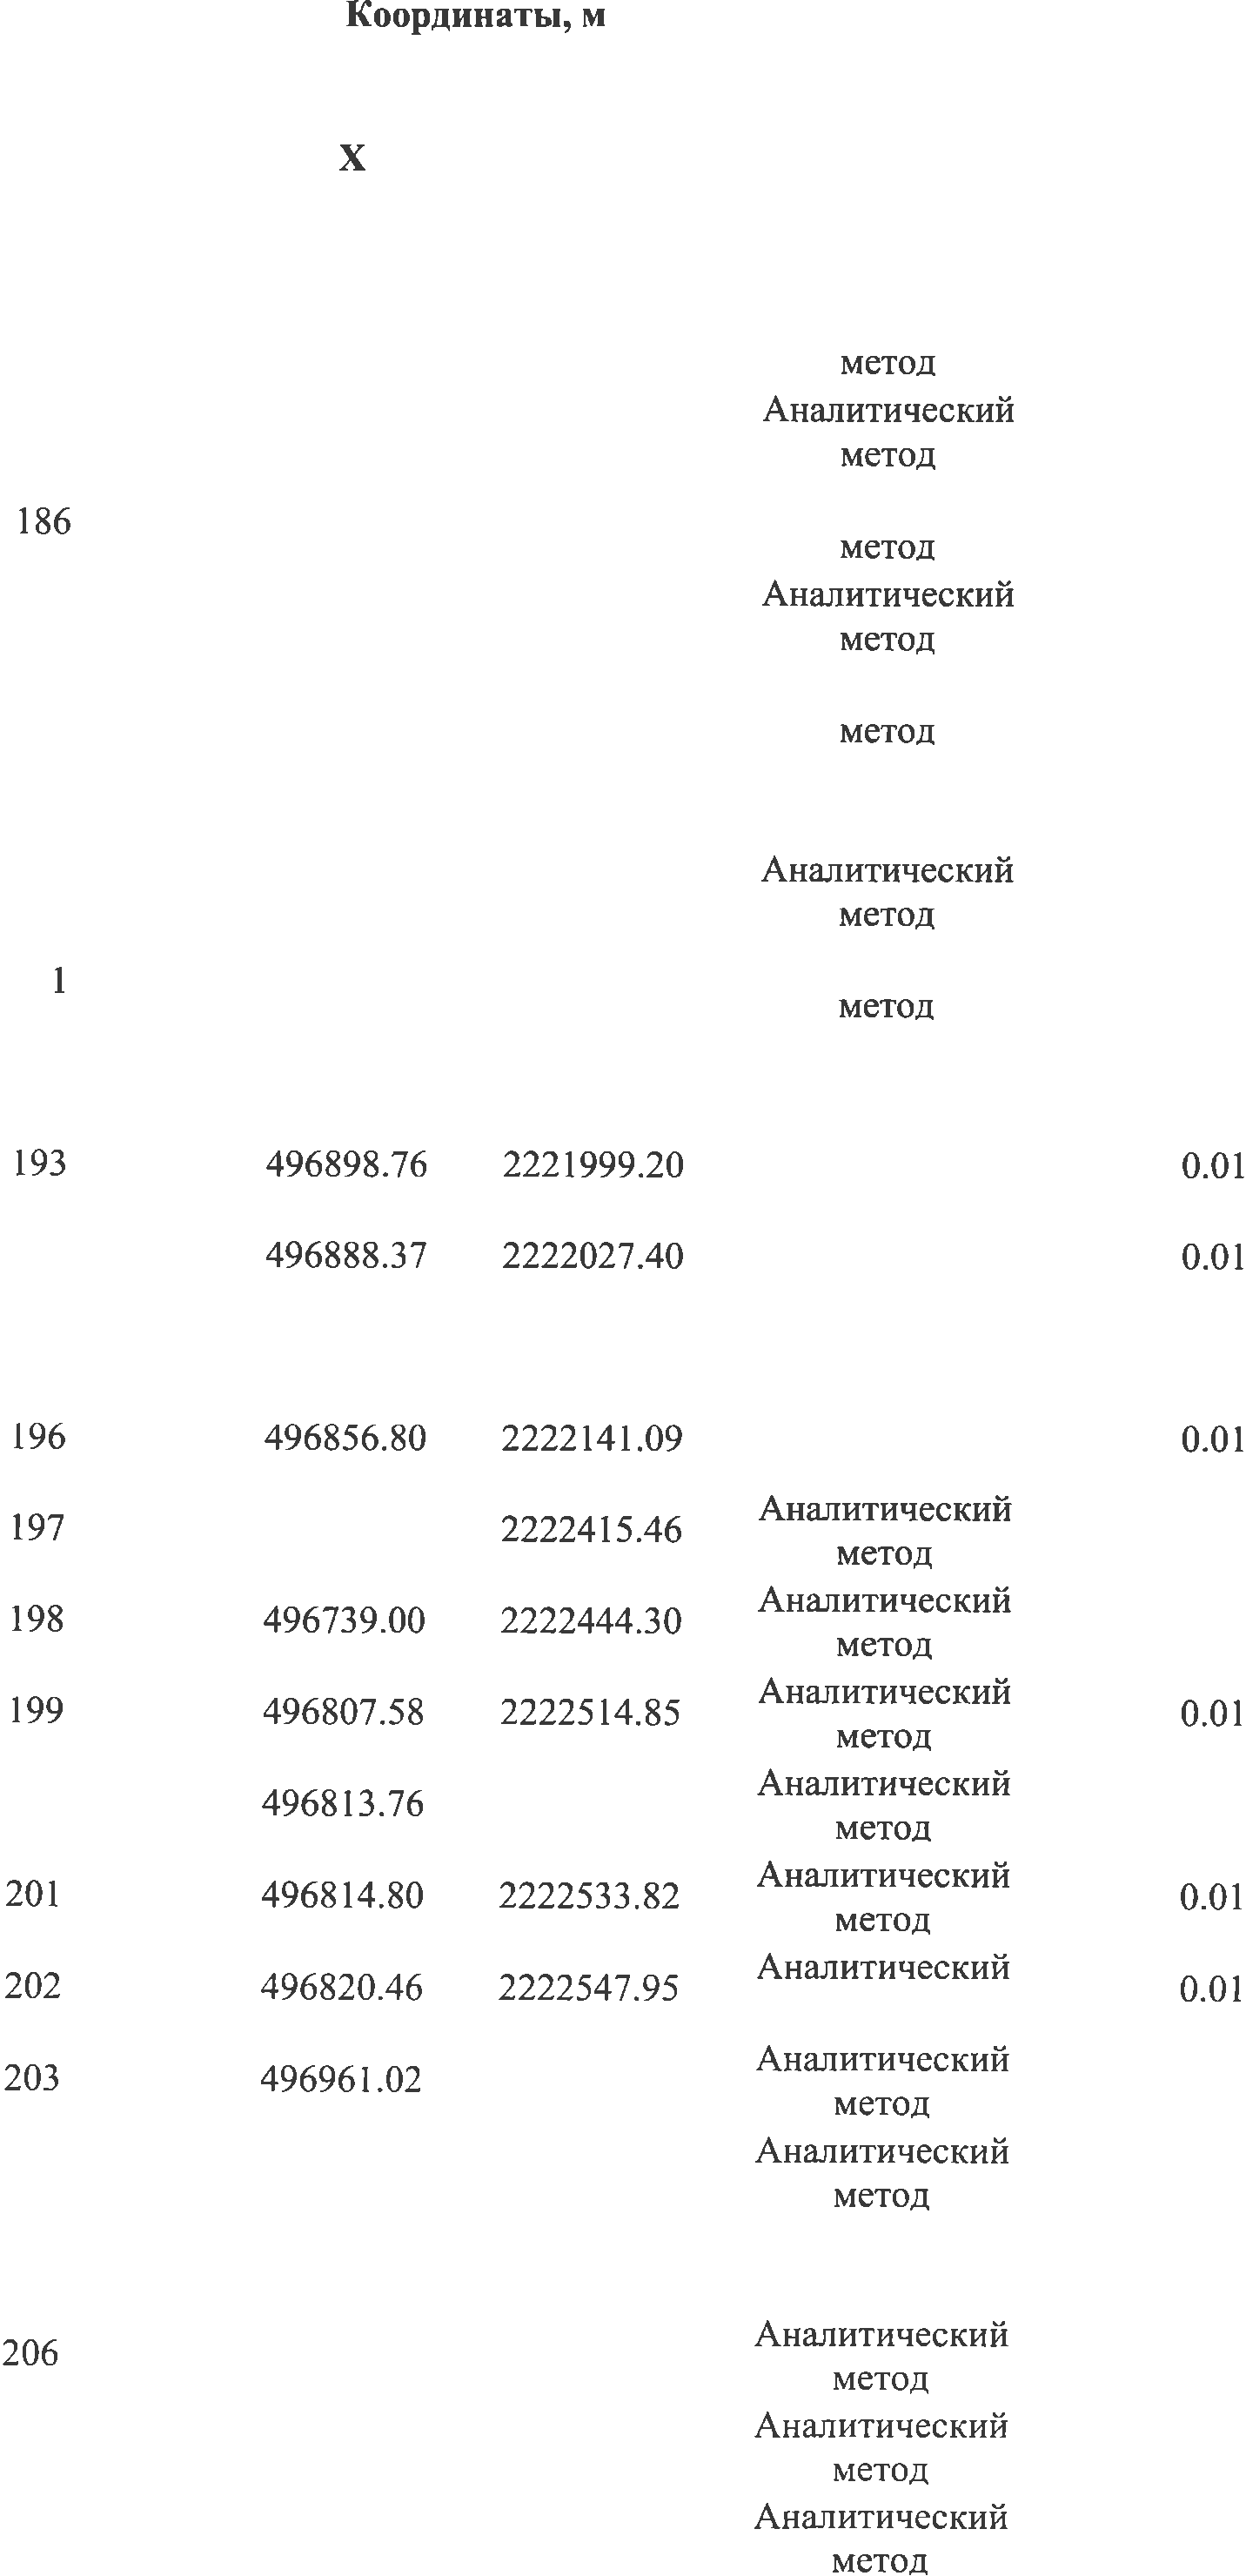 Координаты, м
X
метод
Аналитический
метод
186
метод
Аналитический
метод
метод
Аналитический
метод
1
метод
193 496898.76 2221999.20 0.01
496888.37 2222027.40 0.01
196 496856.80 2222141.09 0.01
Аналитический
197 2222415.46
метод
Аналитический
198 496739.00 2222444.30
метод
Аналитический
199 496807.58 2222514.85 0.01
метод
Аналитический
496813.76
метод
Аналитический
201 496814.80 2222533.82 0.01
метод
Аналитический
202 496820.46 2222547.95 0.01
Аналитический
203 496961.02
метод
Аналитический
метод
Аналитический
206
метод
Аналитический
метод
Аналитический
метод